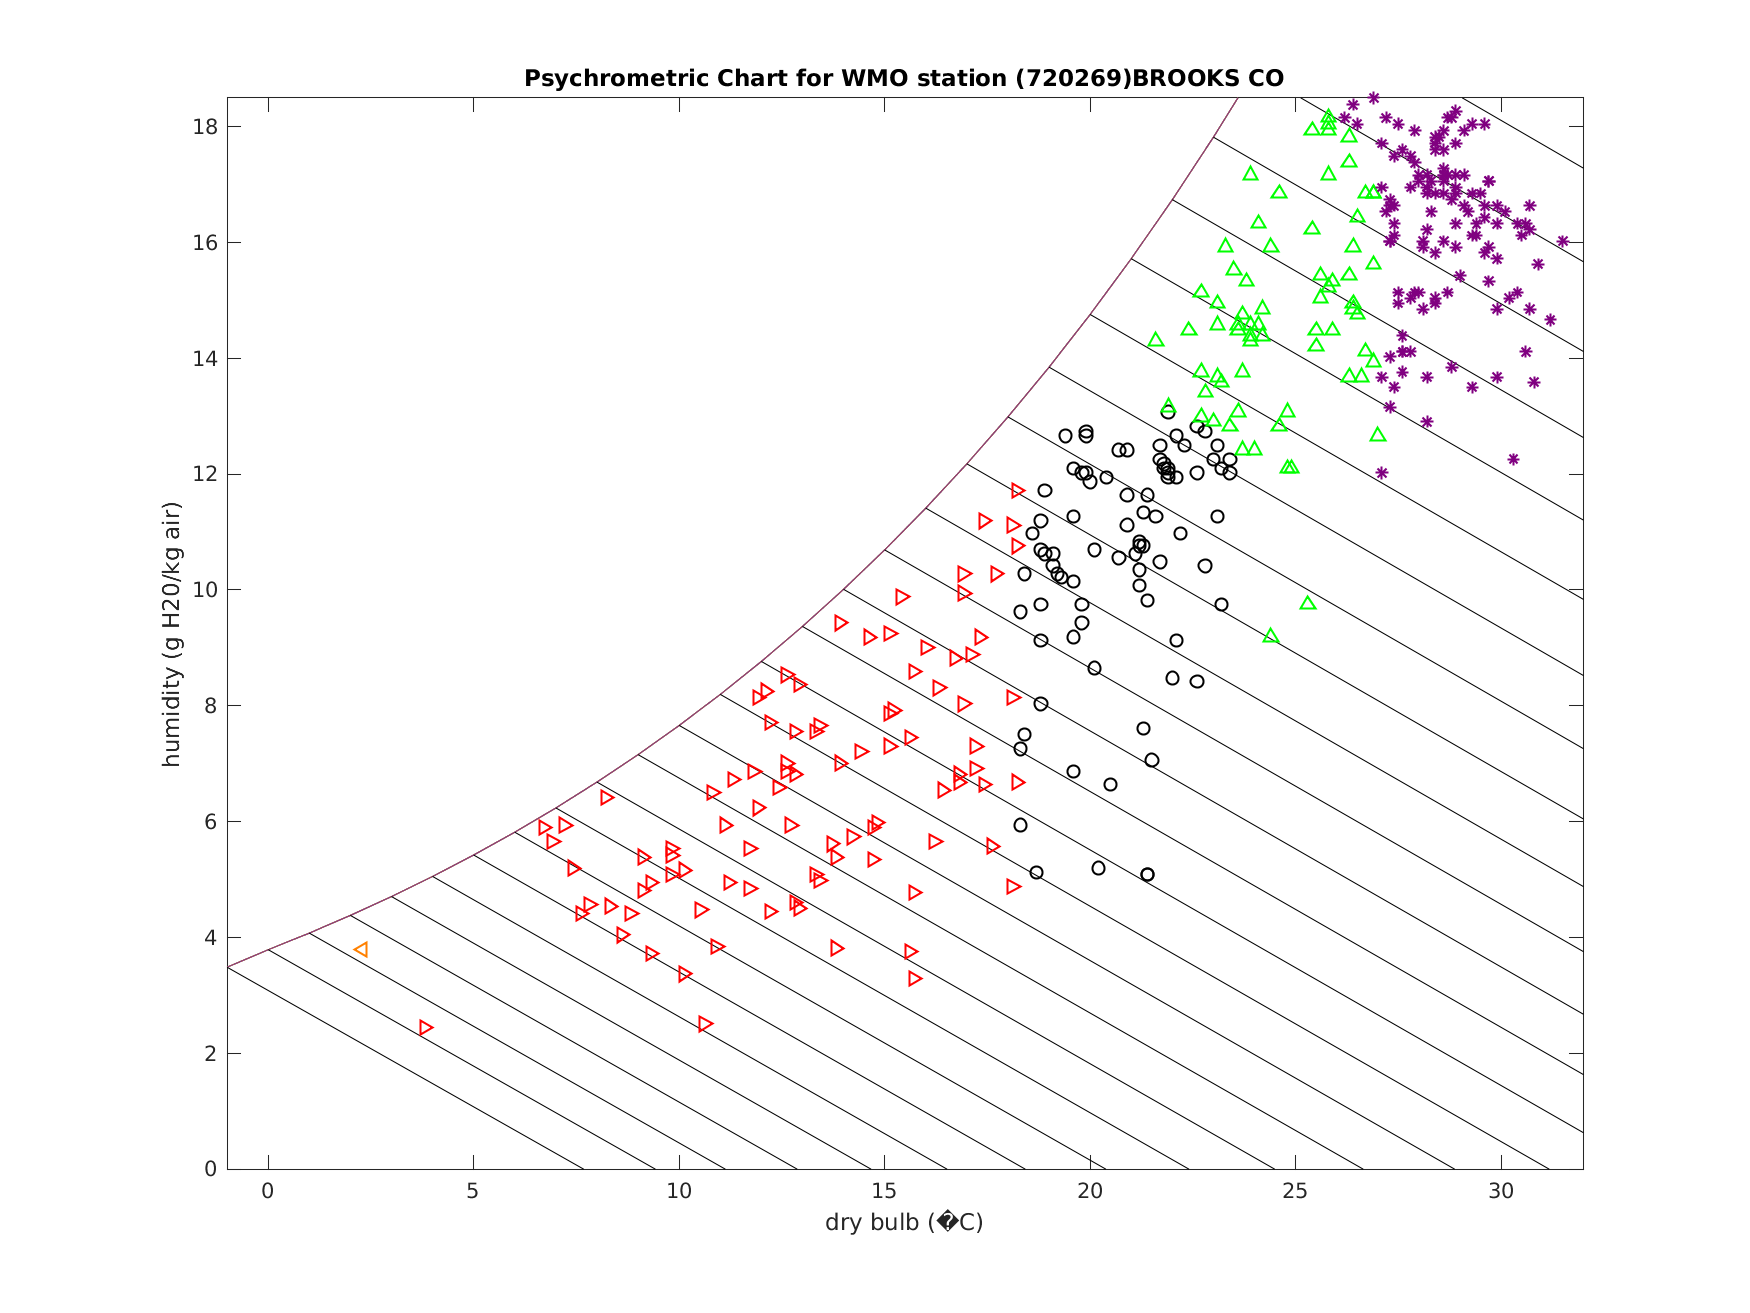 Psychrometric Chart for WMO station (720269)BROOKS CO
humidity (g H20/kg air)
18
16
14
12
10
8
6
4
2
0
0 5 10 15 20 25 30
dry bulb (�C)